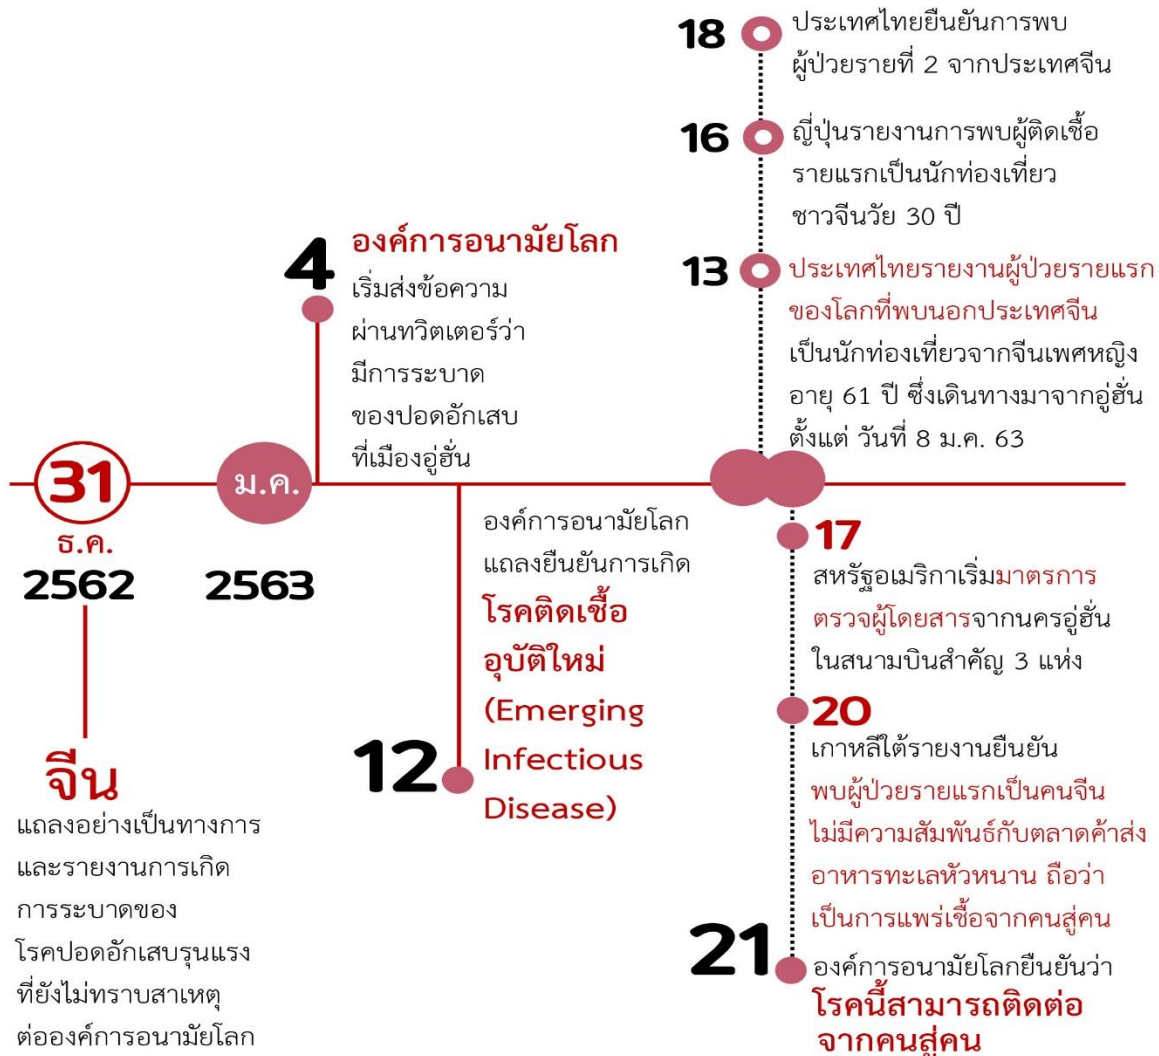 31
ธ.ค.
2562
จีน
แถลงอย่างเป็นทางการ
และรายงานการเกิด
การระบาดของ
โรคปอดอักเสบรุนแรง
ที่ยังไม่ทราบสาเหตุ
ต่อองค์การอนามัยโลก
ม.ค.
2563
4
องค์การอนามัยโลก
เริ่มส่งข้อความ
ผ่านทวิตเตอร์ว่า
มีการระบาด
ของปอดอักเสบ
ที่เมืองอู่ฮั่น
12
องค์การอนามัยโลก
แถลงยืนยันการเกิด
โรคติดเชื้อ
อุบัติใหม่
(Emerging
Infectious
Disease)
18
ประเทศไทยยืนยันการพบ
ผู้ป่วยรายที่ 2 จากประเทศจีน
16
ญี่ปุ่นรายงานการพบผู้ติดเชื้อ
รายแรกเป็นนักท่องเที่ยว
ชาวจีนวัย 30 ปี
13
ประเทศไทยรายงานผู้ป่วยรายแรก
ของโลกที่พบนอกประเทศจีน
เป็นนักท่องเที่ยวจากจีนเพศหญิง
อายุ 61 ปี ซึ่งเดินทางมาจากอู่ฮั่น
ตั้งแต่ วันที่ 8 ม.ค. 63
17
สหรัฐอเมริกาเริ่มมาตรการ
ตรวจผู้โดยสารจากนครอู่ฮั่น
ในสนามบินสำคัญ 3 แห่ง
20
เกาหลีใต้รายงานยืนยัน
พบผู้ป่วยรายแรกเป็นคนจีน
ไม่มีความสัมพันธ์กับตลาดค้าส่ง
อาหารทะเลหัวหนาน ถือว่า
เป็นการแพร่เชื้อจากคนสู่คน
21
องค์การอนามัยโลกยืนยันว่า
โรคนี้สามารถติดต่อ
จากคนสู่คน